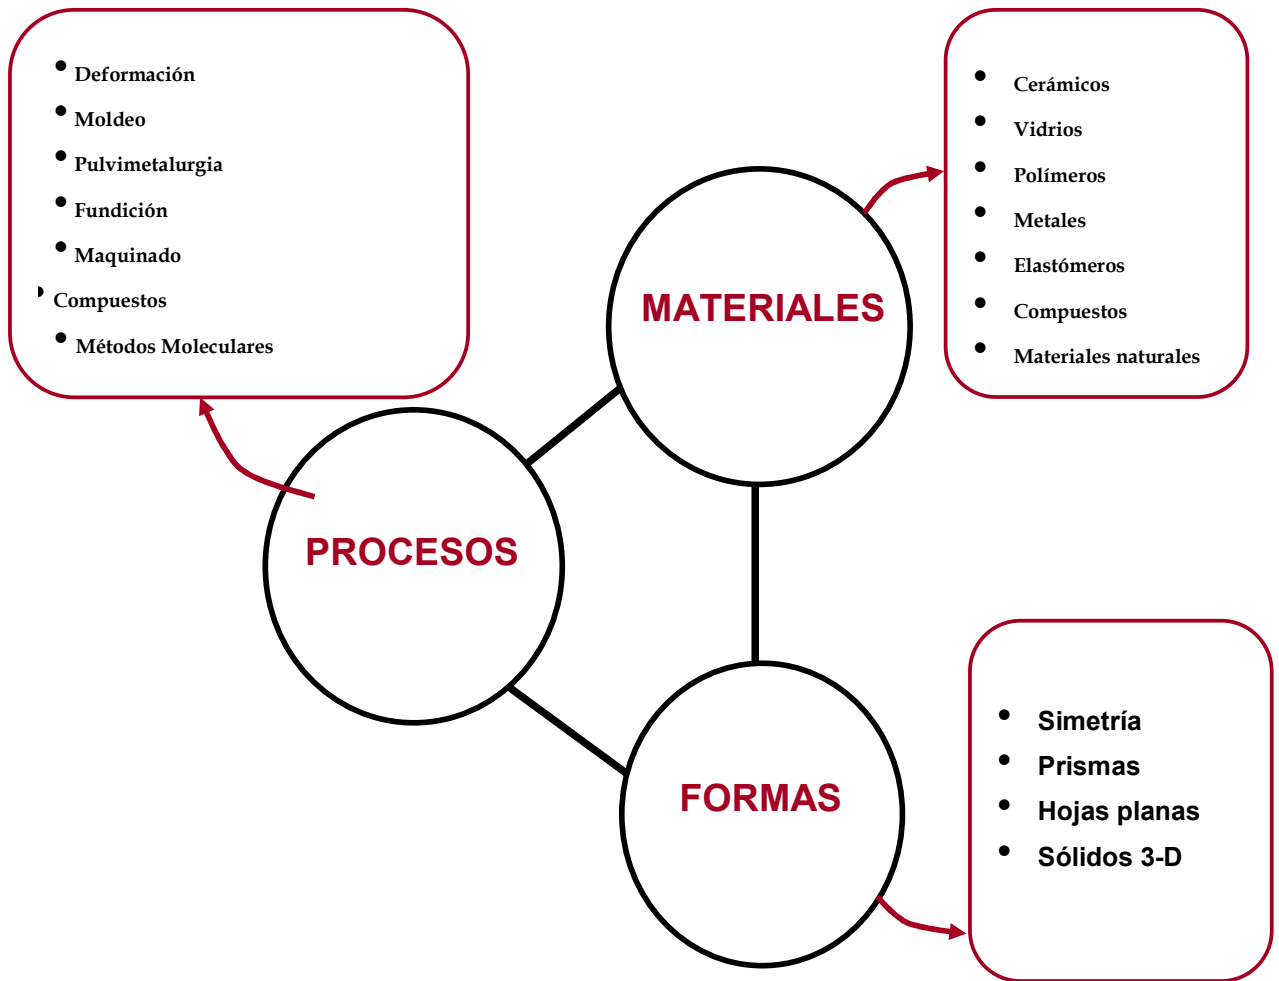 • Deformación
• Moldeo
• Pulvimetalurgia
• Fundición
• Maquinado
• Compuestos
• Métodos Moleculares
• Cerámicos
• Vidrios
• Polímeros
• Metales
• Elastómeros
• Compuestos
• Materiales naturales
MATERIALES
PROCESOS
FORMAS
• Simetría
• Prismas
• Hojas planas
• Sólidos 3-D